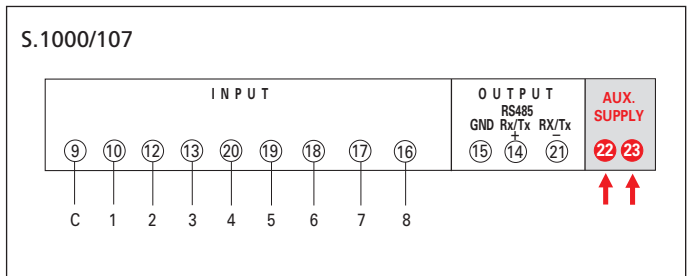 S.1000/107
INPUT
OUTPUT
RS485
GND Rx/Tx RX/Tx
+ −
AUX.
SUPPLY
9 10 12 13 20 19 18 17 16 15 14 21 22 23
C 1 2 3 4 5 6 7 8